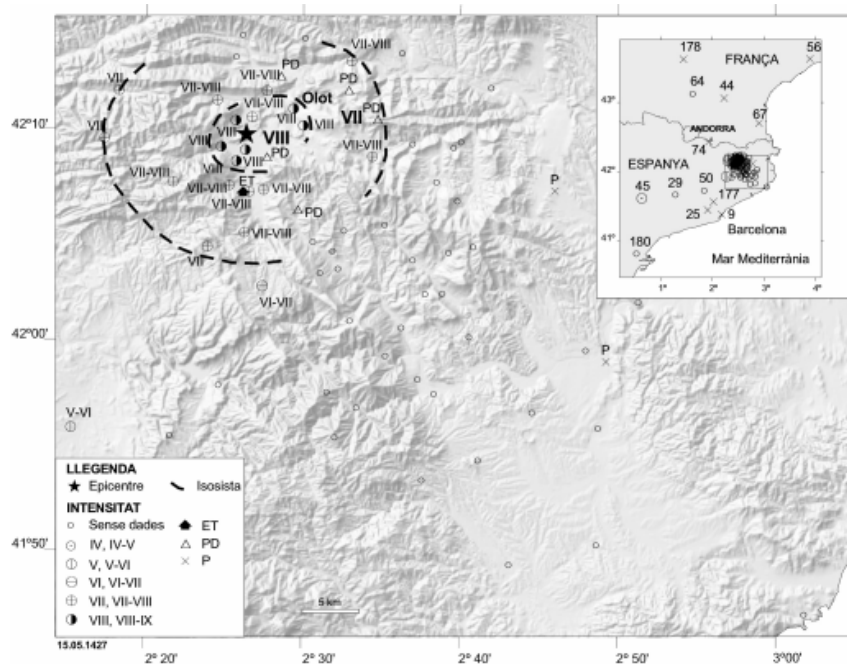 178
FRANÇA
56
64
44
43°
67
ANDORRA
74
ESPANYA
42°
45
29
50
177
25
9
Barcelona
41°
180
Mar Mediterrània
0°
1°
2°
3°
4°
VII-VIII
PD
VII
VII-VIII
PD
VII-VIII
VII-VIII
Olot
VII
PD
42°10'
VIII
VIII
VIII
VII
VIII
VIII
PD
VII-VIII
VIII
ET
VII-VIII
VII-VIII
VII-VIII
P
PD
VII-VIII
VII
VI-VII
42°00'
P
V-VI
LLEGENDA
Epicentre
Isosista
INTENSITAT
Sense dades
ET
IV, IV-V
PD
V, V-VI
P
VI, VI-VII
VII, VII-VIII
VIII, VIII-IX
41°50'
5 km
15.05.1427
2° 20'
2° 30'
2° 40'
2° 50'
3° 00'